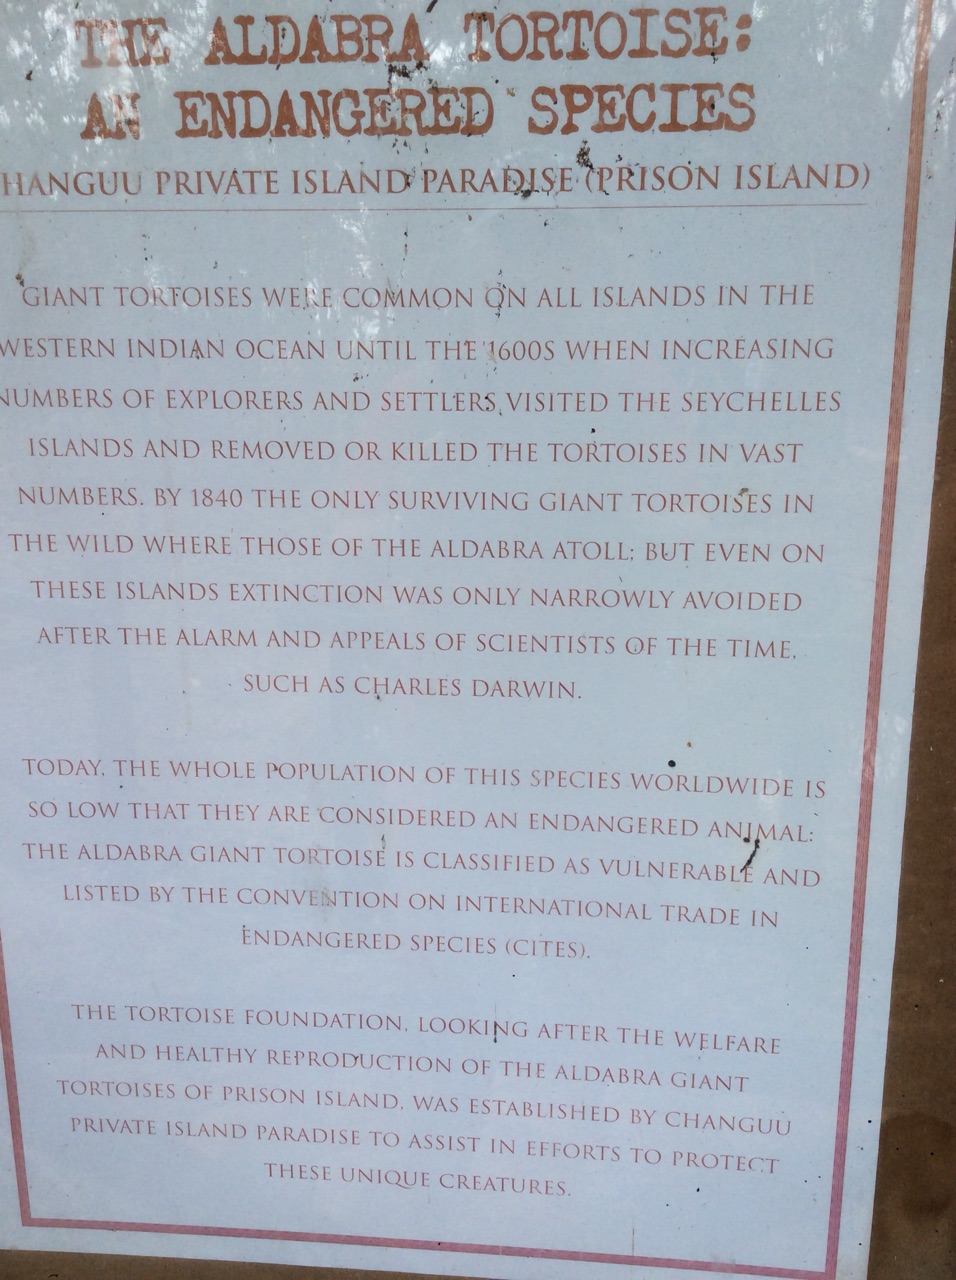 THE ALDABRA TORTOISE:
AN ENDANGERED SPECIES
HANGUU PRIVATE ISLAND PARADISE (PRISON ISLAND)
GIANT TORTOISES WERE COMMON ON ALL ISLANDS IN THE
WESTERN INDIAN OCEAN UNTIL THE 1600S WHEN INCREASING
NUMBERS OF EXPLORERS AND SETTLERS VISITED THE SEYCHELLES
ISLANDS AND REMOVED OR KILLED THE TORTOISES IN VAST
NUMBERS. BY 1840 THE ONLY SURVIVING GIANT TORTOISES IN
THE WILD WHERE THOSE OF THE ALDABRA ATOLL; BUT EVEN ON
THESE ISLANDS EXTINCTION WAS ONLY NARROWLY AVOIDED
AFTER THE ALARM AND APPEALS OF SCIENTISTS OF THE TIME,
SUCH AS CHARLES DARWIN.
TODAY, THE WHOLE POPULATION OF THIS SPECIES WORLDWIDE IS
SO LOW THAT THEY ARE CONSIDERED AN ENDANGERED ANIMAL:
THE ALDABRA GIANT TORTOISE IS CLASSIFIED AS VULNERABLE AND
LISTED BY THE CONVENTION ON INTERNATIONAL TRADE IN
ENDANGERED SPECIES (CITES).
THE TORTOISE FOUNDATION, LOOKING AFTER THE WELFARE
AND HEALTHY REPRODUCTION OF THE ALDABRA GIANT
TORTOISES OF PRISON ISLAND, WAS ESTABLISHED BY CHANGUU
PRIVATE ISLAND PARADISE TO ASSIST IN EFFORTS TO PROTECT
THESE UNIQUE CREATURES.